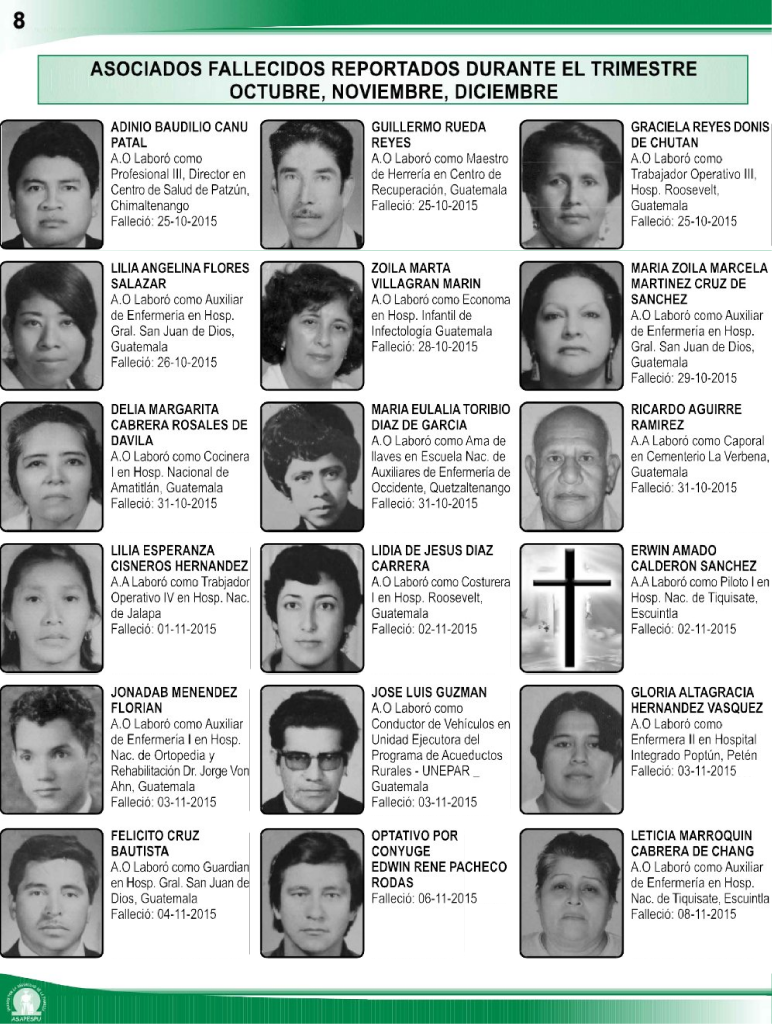 8
ASOCIADOS FALLECIDOS REPORTADOS DURANTE EL TRIMESTRE
OCTUBRE, NOVIEMBRE, DICIEMBRE
ADINIO BAUDILIO CANU
PATAL
A.O Laboró como
Profesional III, Director en
Centro de Salud de Patzún,
Chimaltenango
Falleció: 25-10-2015
GUILLERMO RUEDA
REYES
A.O Laboró como Maestro
de Herrería en Centro de
Recuperación, Guatemala
Falleció: 25-10-2015
GRACIELA REYES DONIS
DE CHUTAN
A.O Laboró como
Trabajador Operativo III,
Hosp. Roosevelt,
Guatemala
Falleció: 25-10-2015
LILIA ANGELINA FLORES
SALAZAR
A.O Laboró como Auxiliar
de Enfermería en Hosp.
Gral. San Juan de Dios,
Guatemala
Falleció: 26-10-2015
ZOILA MARTA
VILLAGRAN MARIN
A.O Laboró como Economa
en Hosp. Infantil de
Infectología Guatemala
Falleció: 28-10-2015
MARIA ZOILA MARCELA
MARTINEZ CRUZ DE
SANCHEZ
A.O Laboró como Auxiliar
de Enfermería en Hosp.
Gral. San Juan de Dios,
Guatemala
Falleció: 29-10-2015
DELIA MARGARITA
CABRERA ROSALES DE
DAVILA
A.O Laboró como Cocinera
I en Hosp. Nacional de
Amatitlán, Guatemala
Falleció: 31-10-2015
MARIA EULALIA TORIBIO
DIAZ DE GARCIA
A.O Laboró como Ama de
llaves en Escuela Nac. de
Auxiliares de Enfermería de
Occidente, Quetzaltenango
Falleció: 31-10-2015
RICARDO AGUIRRE
RAMIREZ
A.A Laboró como Caporal
en Cementerio La Verbena,
Guatemala
Falleció: 31-10-2015
LILIA ESPERANZA
CISNEROS HERNANDEZ
A.A Laboró como Trabjador
Operativo IV en Hosp. Nac.
de Jalapa
Falleció: 01-11-2015
LIDIA DE JESUS DIAZ
CARRERA
A.O Laboró como Costurera
I en Hosp. Roosevelt,
Guatemala
Falleció: 02-11-2015
ERWIN AMADO
CALDERON SANCHEZ
A.A Laboró como Piloto I en
Hosp. Nac. de Tiquisate,
Escuintla
Falleció: 02-11-2015
JONADAB MENENDEZ
FLORIAN
A.O Laboró como Auxiliar
de Enfermería I en Hosp.
Nac. de Ortopedia y
Rehabilitación Dr. Jorge Von
Ahn, Guatemala
Falleció: 03-11-2015
JOSE LUIS GUZMAN
A.O Laboró como
Conductor de Vehículos en
Unidad Ejecutora del
Programa de Acueductos
Rurales - UNEPAR _
Guatemala
Falleció: 03-11-2015
GLORIA ALTAGRACIA
HERNANDEZ VASQUEZ
A.O Laboró como
Enfermera II en Hospital
Integrado Poptún, Petén
Falleció: 03-11-2015
FELICITO CRUZ
BAUTISTA
A.O Laboró como Guardian
en Hosp. Gral. San Juan de
Dios, Guatemala
Falleció: 04-11-2015
OPTATIVO POR
CONYUGE
EDWIN RENE PACHECO
RODAS
Falleció: 06-11-2015
LETICIA MARROQUIN
CABRERA DE CHANG
A.O Laboró como Auxiliar
de Enfermería en Hosp.
Nac. de Tiquisate, Escuintla
Falleció: 08-11-2015